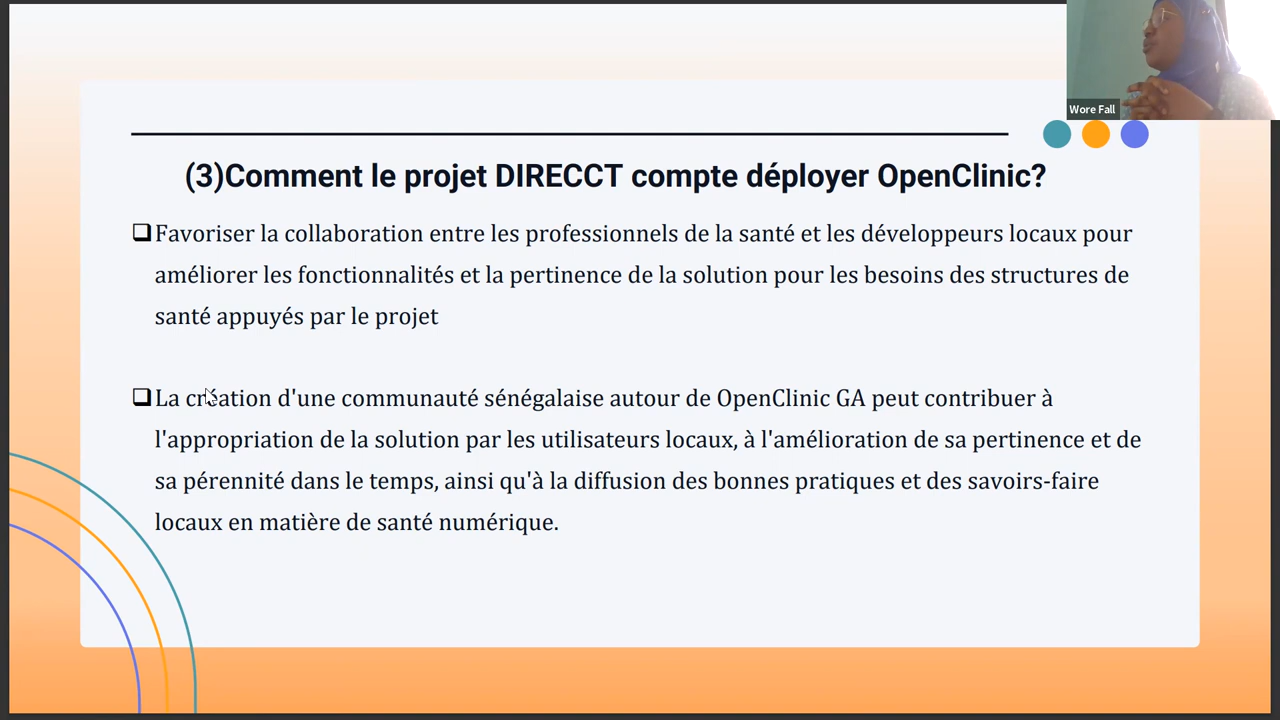 Wore Fall
(3)Comment le projet DIRECCT compte déployer OpenClinic?
❑Favoriser la collaboration entre les professionnels de la santé et les développeurs locaux pour
améliorer les fonctionnalités et la pertinence de la solution pour les besoins des structures de
santé appuyés par le projet
❑La création d'une communauté sénégalaise autour de OpenClinic GA peut contribuer à
l'appropriation de la solution par les utilisateurs locaux, à l'amélioration de sa pertinence et de
sa pérennité dans le temps, ainsi qu'à la diffusion des bonnes pratiques et des savoirs-faire
locaux en matière de santé numérique.